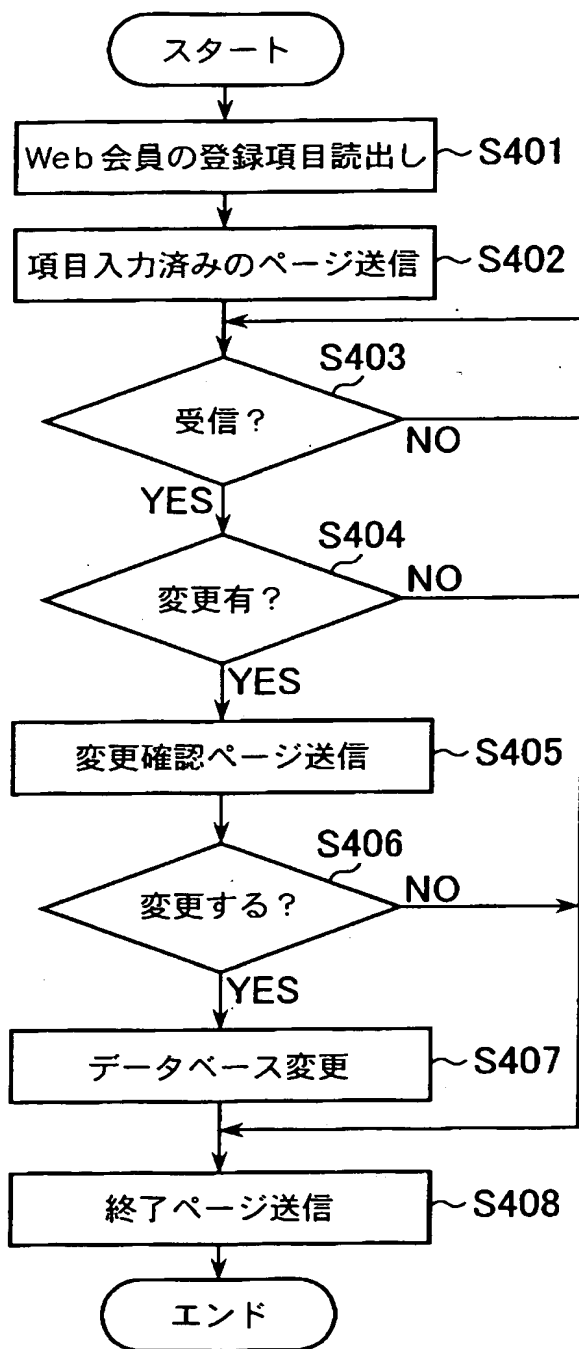 スタート
Web会員の登録項目読出し
S401
項目入力済みのページ送信
S402
S403
受信？
NO
YES
S404
変更有？
NO
YES
変更確認ページ送信
S405
S406
変更する？
NO
YES
データベース変更
S407
終了ページ送信
S408
エンド